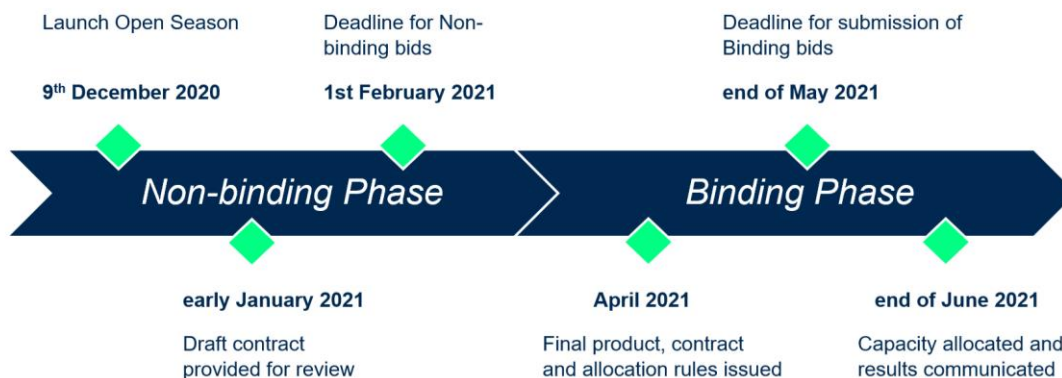 Launch Open Season
9th December 2020
Deadline for Non-
binding bids
1st February 2021
Deadline for submission of
Binding bids
end of May 2021
Non-binding Phase
Binding Phase
early January 2021
Draft contract
provided for review
April 2021
Final product, contract
and allocation rules issued
end of June 2021
Capacity allocated and
results communicated